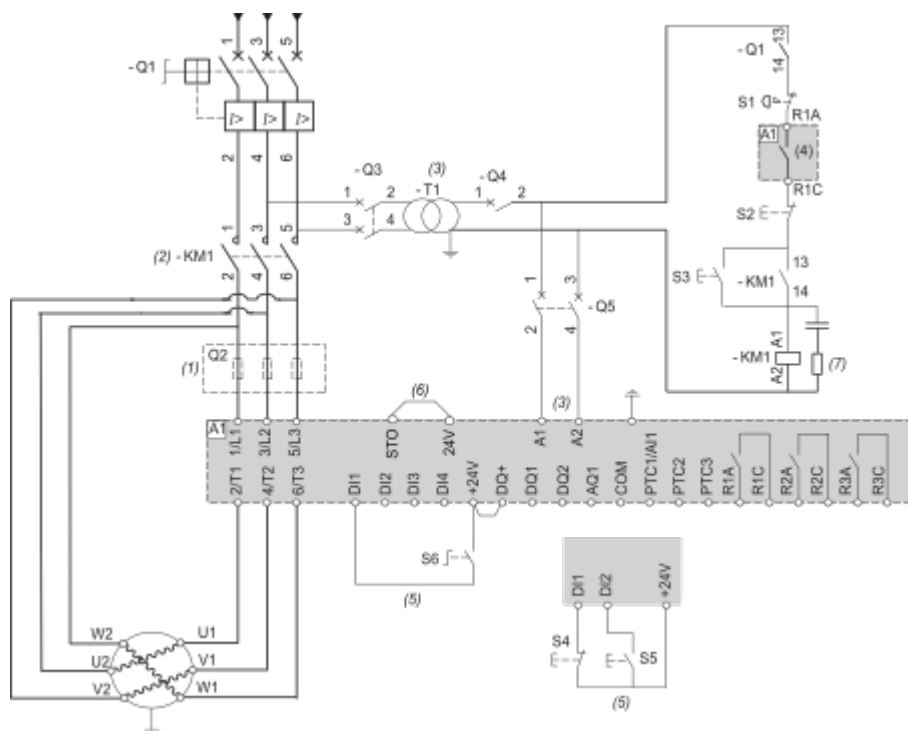 1 3 5
-Q1
I> I> I>
2 4 6
-Q3 (3) -Q4
1 2 -T1 1 2
3 4
13
-Q1
14
S1
R1A
A1 (4)
R1C
S2
1 3 5
(2) -KM1
2 4 6
1 3
-Q5
2 4
S3
13
-KM1
14
A1
-KM1
A2
(7)
(1) Q2
(6) (3)
A1 1/L1 3/L2 5/L3 STO 24V A1 A2
2/T1 4/T2 6/T3 DI1 DI2 DI3 DI4 +24V DQ+ DQ1 DQ2 AQ1 COM PTC1/AI1 PTC2 PTC3 R1A R1C R2A R2C R3A R3C
S6
(5)
DI1 DI2 +24V
S4 S5
(5)
W2 U1
U2 V1
V2 W1